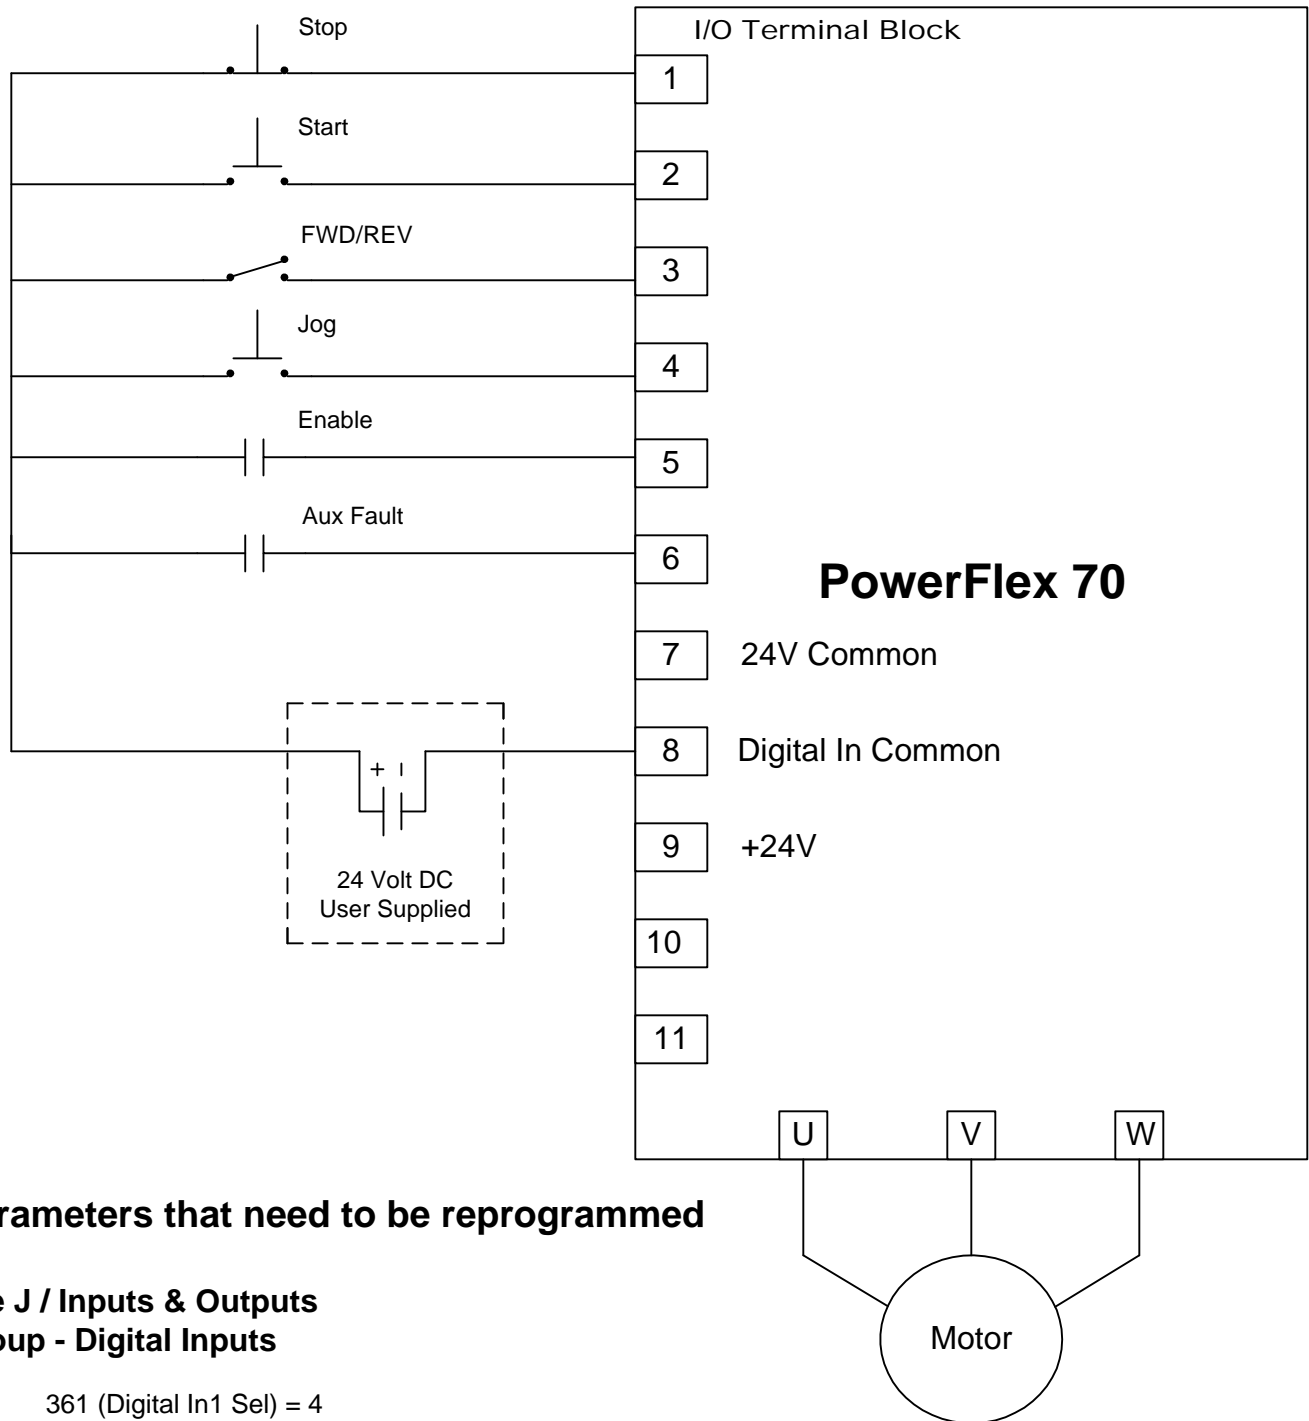 I/O Terminal Block
Stop
1
Start
2
FWD/REV
3
Jog
4
Enable
5
Aux Fault
6
PowerFlex 70
7 24V Common
8 Digital In Common
+ -
9 +24V
24 Volt DC
User Supplied
10
11
U V W
Motor
rameters that need to be reprogrammed
e J / Inputs & Outputs
oup - Digital Inputs
361 (Digital In1 Sel) = 4